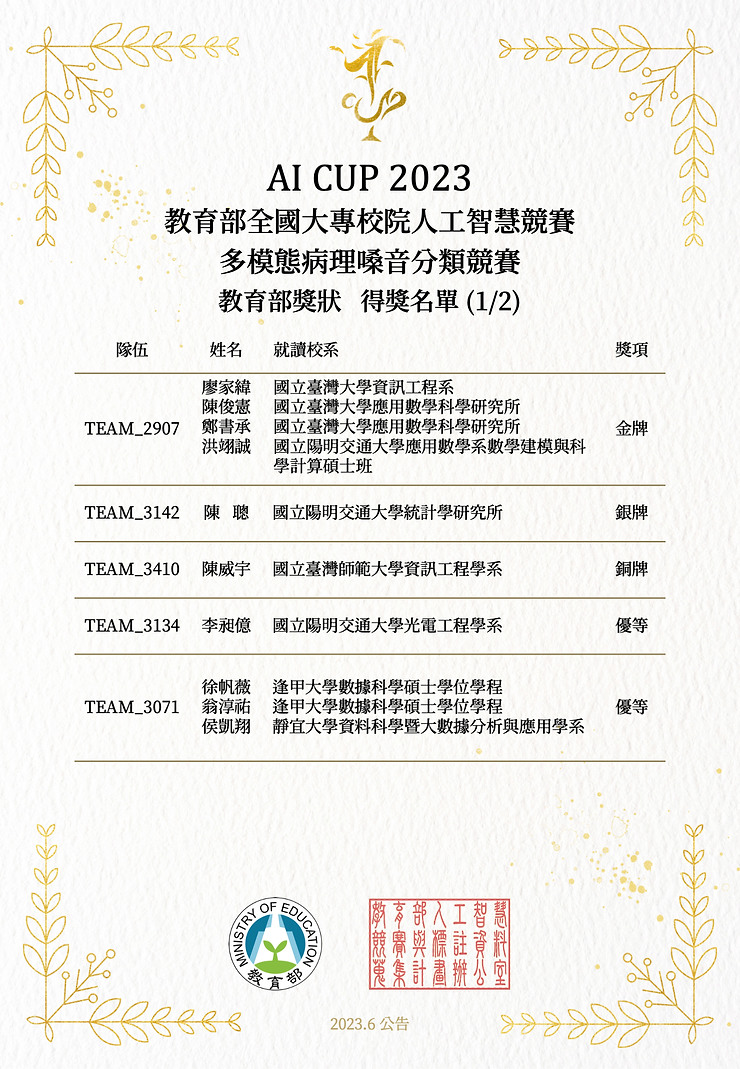 AI CUP 2023
教育部全國大專校院人工智慧競賽
多模態病理嗓音分類競賽
教育部獎狀 得獎名單 (1/2)
隊伍 姓名 就讀校系 獎項
廖家緯 國立臺灣大學資訊工程系
陳俊憲 國立臺灣大學應用數學科學研究所
TEAM_2907 鄭書承 國立臺灣大學應用數學科學研究所 金牌
洪翊誠 國立陽明交通大學應用數學系數學建模與科
學計算碩士班
TEAM_3142 陳 聰 國立陽明交通大學統計學研究所 銀牌
TEAM_3410 陳威宇 國立臺灣師範大學資訊工程學系 銅牌
TEAM_3134 李昶億 國立陽明交通大學光電工程學系 優等
徐帆薇 逢甲大學數據科學碩士學位學程
TEAM_3071 翁淳祐 逢甲大學數據科學碩士學位學程 優等
侯凱翔 靜宜大學資料科學暨大數據分析與應用學系
MINISTRY OF EDUCATION
教育部
教育部人工智慧
競賽與標註資料
蒐集計畫辦公室
2023.6 公告